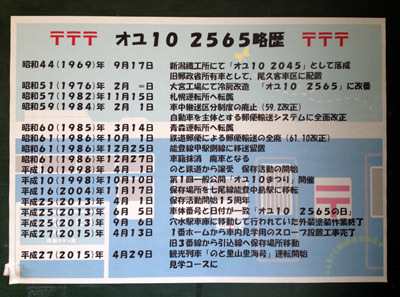 〒〒〒 オユ10 2565略歴 〒〒〒
昭和44(1969)年 9月17日 新潟鐵工所にて「オユ10 2045」として落成
旧郵政省所有車として、尾久客車区に配置
昭和51(1976)年 2月 -日 大宮工場にて冷房改造 「オユ10 2565」に改番
昭和57(1982)年11月15日 札幌運転所へ転属
昭和59(1984)年 2月 1日 車中継送区分制度の廃止(59.2改正)
自動車を主体とする郵便輸送システムに全面改正
昭和60(1985)年 3月14日 青森運転所へ転属
昭和61(1986)年10月 1日 鉄道郵便による郵便輸送の全廃(61.10改正)
昭和61(1986)年12月25日 能登線甲駅側線に移送留置
昭和61(1986)年12月27日 車籍抹消 廃車となる
平成10(1998)年 4月 1日 のと鉄道から譲受 保存活動の開始
平成10(1998)年10月10日 第1回一般公開「オユ10まつり」開催
平成16(2004)年11月17日 保存場所を七尾線能登中島駅に移転
平成25(2013)年 4月 1日 保存活動開始15周年
平成25(2013)年 6月 5日 車体番号と日付が一致「オユ10 2565の日」
平成25(2013)年 9月 6日 穴水駅車庫に移動して行われていた外装塗装作業終了
平成27(2015)年 4月13日 1番ホームから車内見学用のスロープ設置工事完了
旧3番線から引込線へ保存場所移動
平成27(2015)年 4月29日 観光列車「のと里山里海号」運転開始
見学コースに